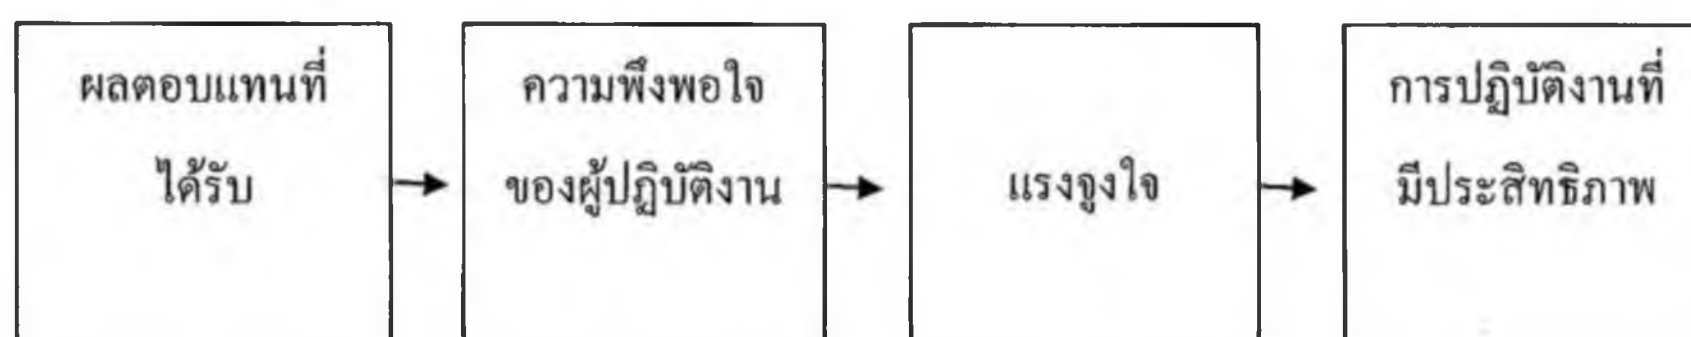 ผลตอบแทนที่
ได้รับ
ความพึงพอใจ
ของผู้ปฏิบัติงาน
แรงจูงใจ
การปฏิบัติงานที่
มีประสิทธิภาพ